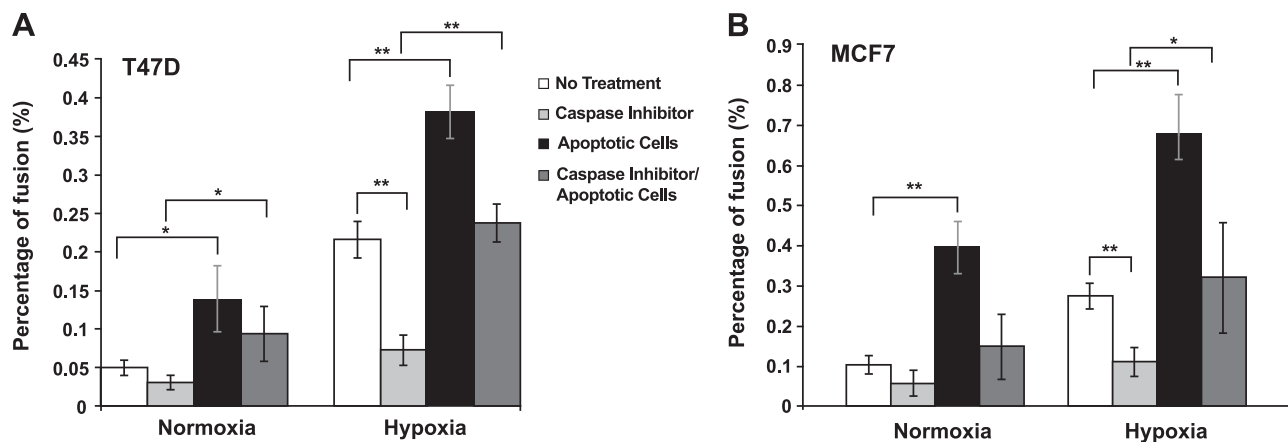 A
T47D
Percentage of fusion (%)
0.45
0.4
0.35
0.3
0.25
0.2
0.15
0.1
0.05
0
*
*
**
**
**
Normoxia
Hypoxia
No Treatment
Caspase Inhibitor
Apoptotic Cells
Caspase Inhibitor/
Apoptotic Cells
B
MCF7
Percentage of fusion (%)
0.9
0.8
0.7
0.6
0.5
0.4
0.3
0.2
0.1
0
**
**
**
*
Normoxia
Hypoxia